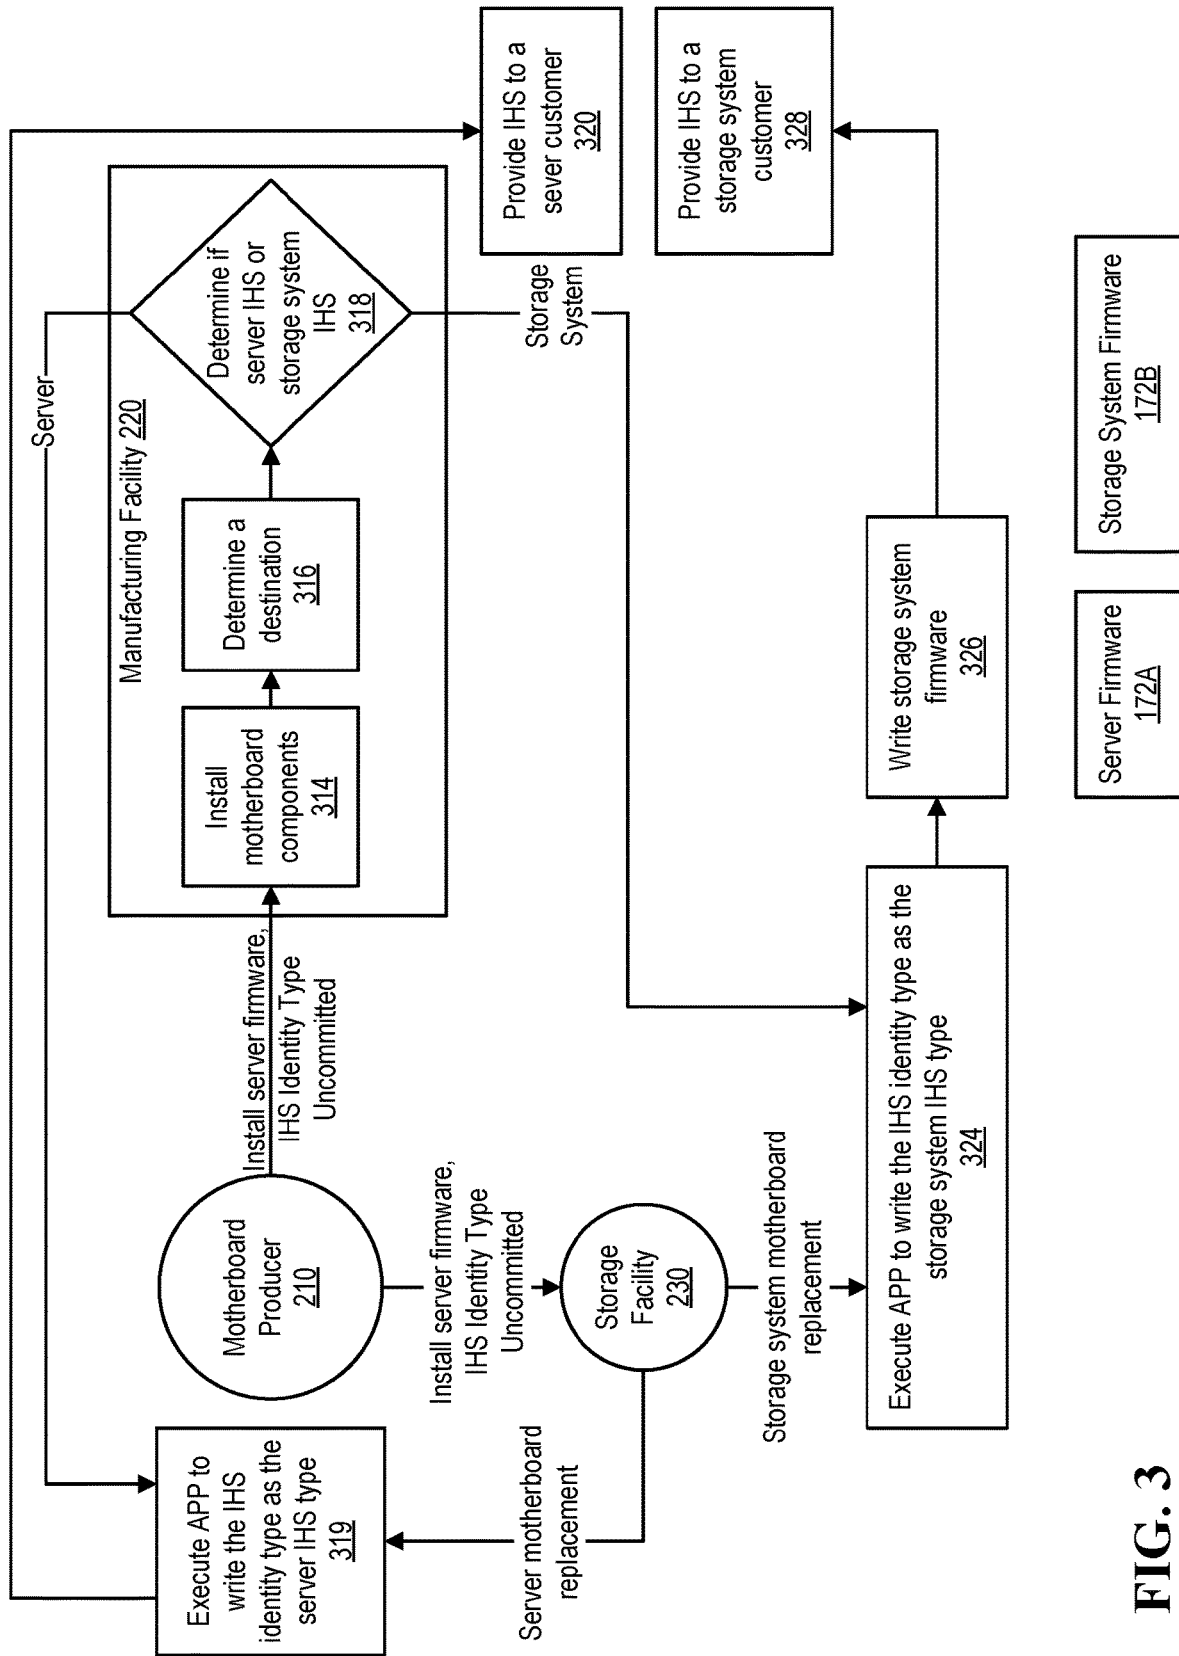 Execute APP to
write the IHS
identity type as the
server IHS type
319
Server
Manufacturing Facility 220
Motherboard
Producer
210
Install server firmware,
IHS Identity Type
Uncommitted
Install
motherboard
components
314
Determine a
destination
316
Determine if
server IHS or
storage system
IHS
318
Install server firmware,
IHS Identity Type
Uncommitted
Server motherboard
replacement
Storage
Facility
230
Storage
System
Provide IHS to a
sever customer
320
Provide IHS to a
storage system
customer
328
Storage system motherboard
replacement
Execute APP to write the IHS identity type as the
storage system IHS type
324
Write storage system
firmware
326
Server Firmware
172A
Storage System Firmware
172B
FIG. 3